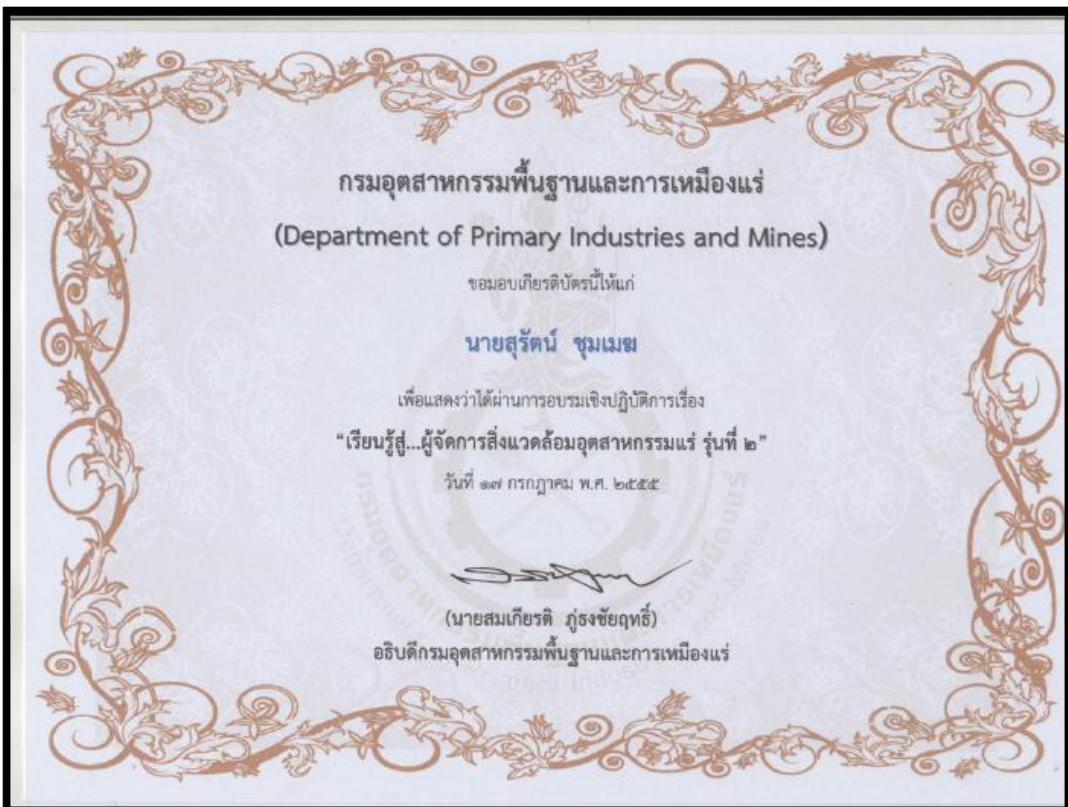 กรมอุตสาหกรรมพื้นฐานและการเหมืองแร่
(Department of Primary Industries and Mines)
ขอมอบเกียรติบัตรนี้ให้แก่
นายสุรัตน์ ชุมเมฆ
เพื่อแสดงว่าได้ผ่านการอบรมเชิงปฏิบัติการเรื่อง
“เรียนรู้สู่...ผู้จัดการสิ่งแวดล้อมอุตสาหกรรมแร่ รุ่นที่ ๒”
วันที่ ๑๗ กรกฎาคม พ.ศ. ๒๕๕๕
(นายสมเกียรติ ภู่ธงชัยฤทธิ์)
อธิบดีกรมอุตสาหกรรมพื้นฐานและการเหมืองแร่